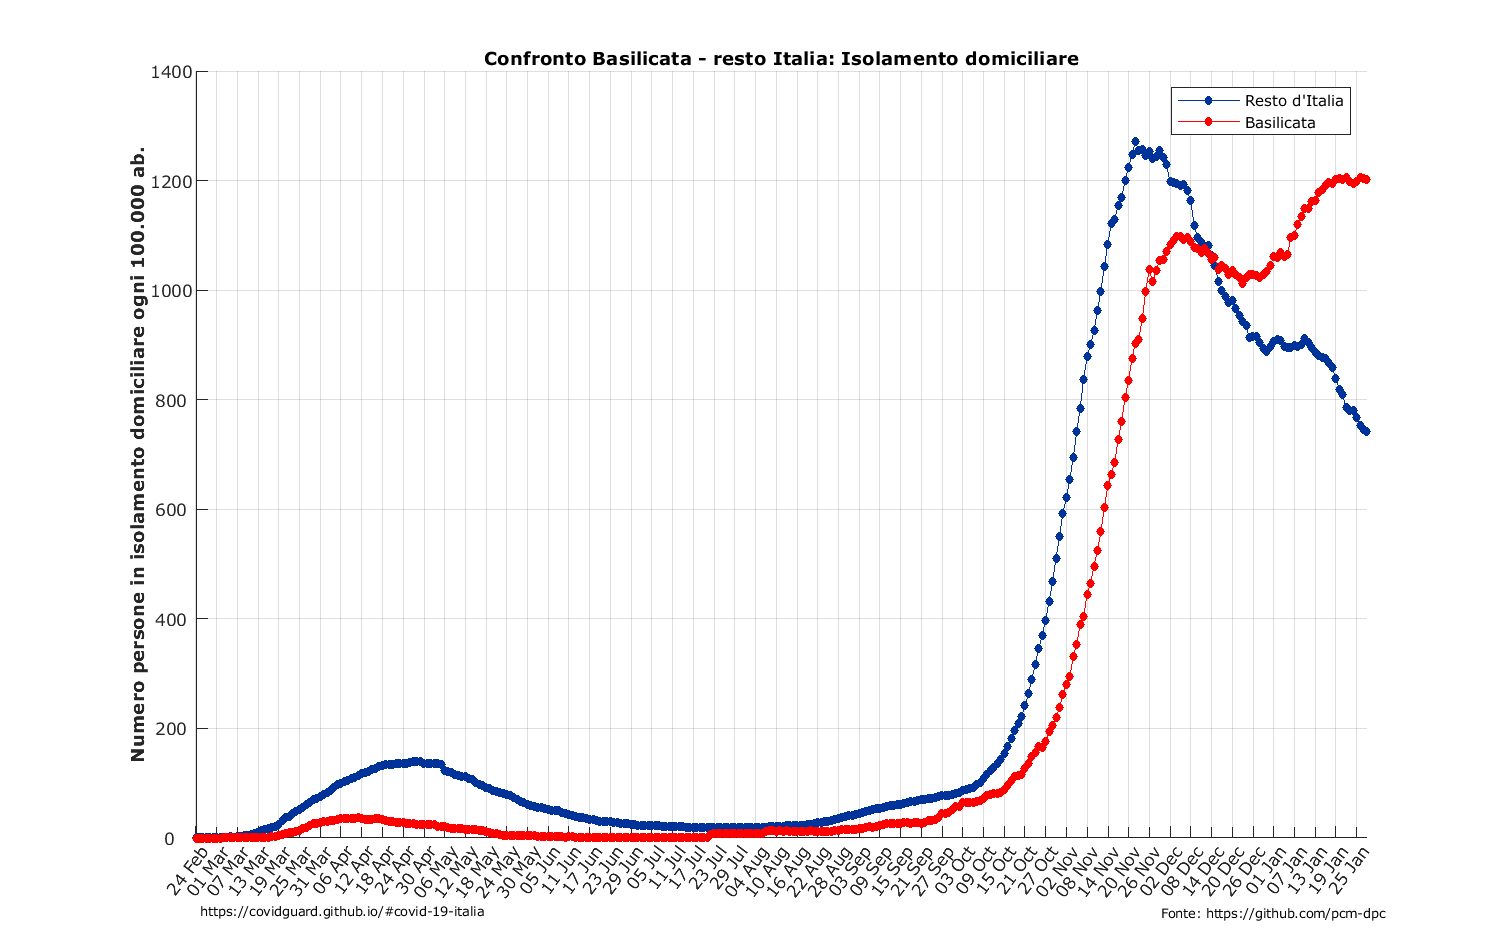 Confronto Basilicata - resto Italia: Isolamento domiciliare
Numero persone in isolamento domiciliare ogni 100.000 ab.
1400
1200
1000
800
600
400
200
0
Resto d'Italia
Basilicata
24 Feb
01 Mar
07 Mar
13 Mar
19 Mar
25 Mar
31 Mar
06 Apr
12 Apr
18 Apr
24 Apr
30 Apr
06 May
12 May
18 May
24 May
30 May
05 Jun
11 Jun
17 Jun
23 Jun
29 Jun
05 Jul
11 Jul
17 Jul
23 Jul
29 Jul
04 Aug
10 Aug
16 Aug
22 Aug
28 Aug
03 Sep
09 Sep
15 Sep
21 Sep
27 Sep
03 Oct
09 Oct
15 Oct
21 Oct
27 Oct
02 Nov
08 Nov
14 Nov
20 Nov
26 Nov
02 Dec
08 Dec
14 Dec
20 Dec
26 Dec
01 Jan
07 Jan
13 Jan
19 Jan
25 Jan
https://covidguard.github.io/#covid-19-italia
Fonte: https://github.com/pcm-dpc